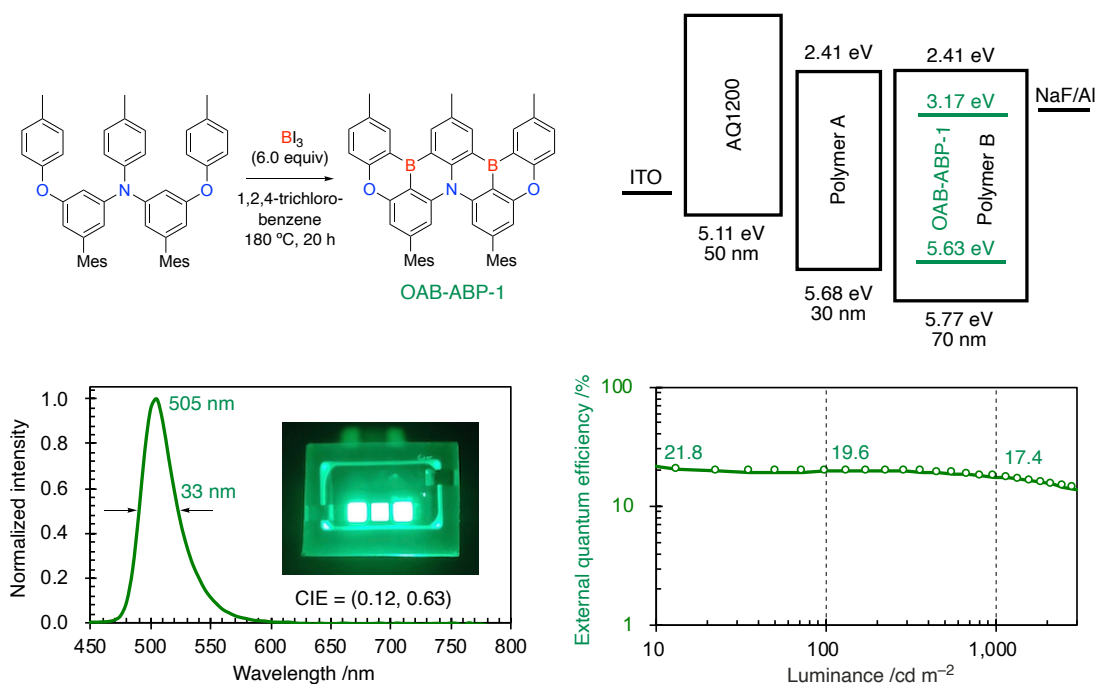 O
N
O
Mes
Mes
BI3
(6.0 equiv)
1,2,4-trichloro-
benzene
180 ºC, 20 h
B
B
O
N
O
Mes
Mes
OAB-ABP-1
ITO
AQ1200
5.11 eV
50 nm
2.41 eV
Polymer A
5.68 eV
30 nm
2.41 eV
3.17 eV
OAB-ABP-1
Polymer B
5.63 eV
5.77 eV
70 nm
NaF/Al
Normalized intensity
1.0
0.8
0.6
0.4
0.2
0.0
505 nm
33 nm
CIE = (0.12, 0.63)
450 500 550 600 650 700 750 800
Wavelength /nm
External quantum efficiency /%
100
10
1
21.8
19.6
17.4
10 100 1,000
Luminance /cd m–2